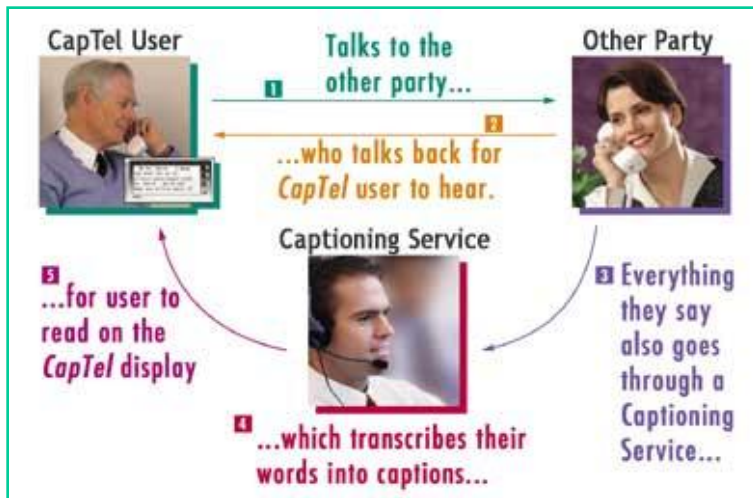 CapTel User
Other Party
1
Talks to the
other party...
2
...who talks back for
CapTel user to hear.
3
Everything
they say
also goes
through a
Captioning
Service...
Captioning Service
4
...which transcribes their
words into captions...
5
...for user to
read on the
CapTel display